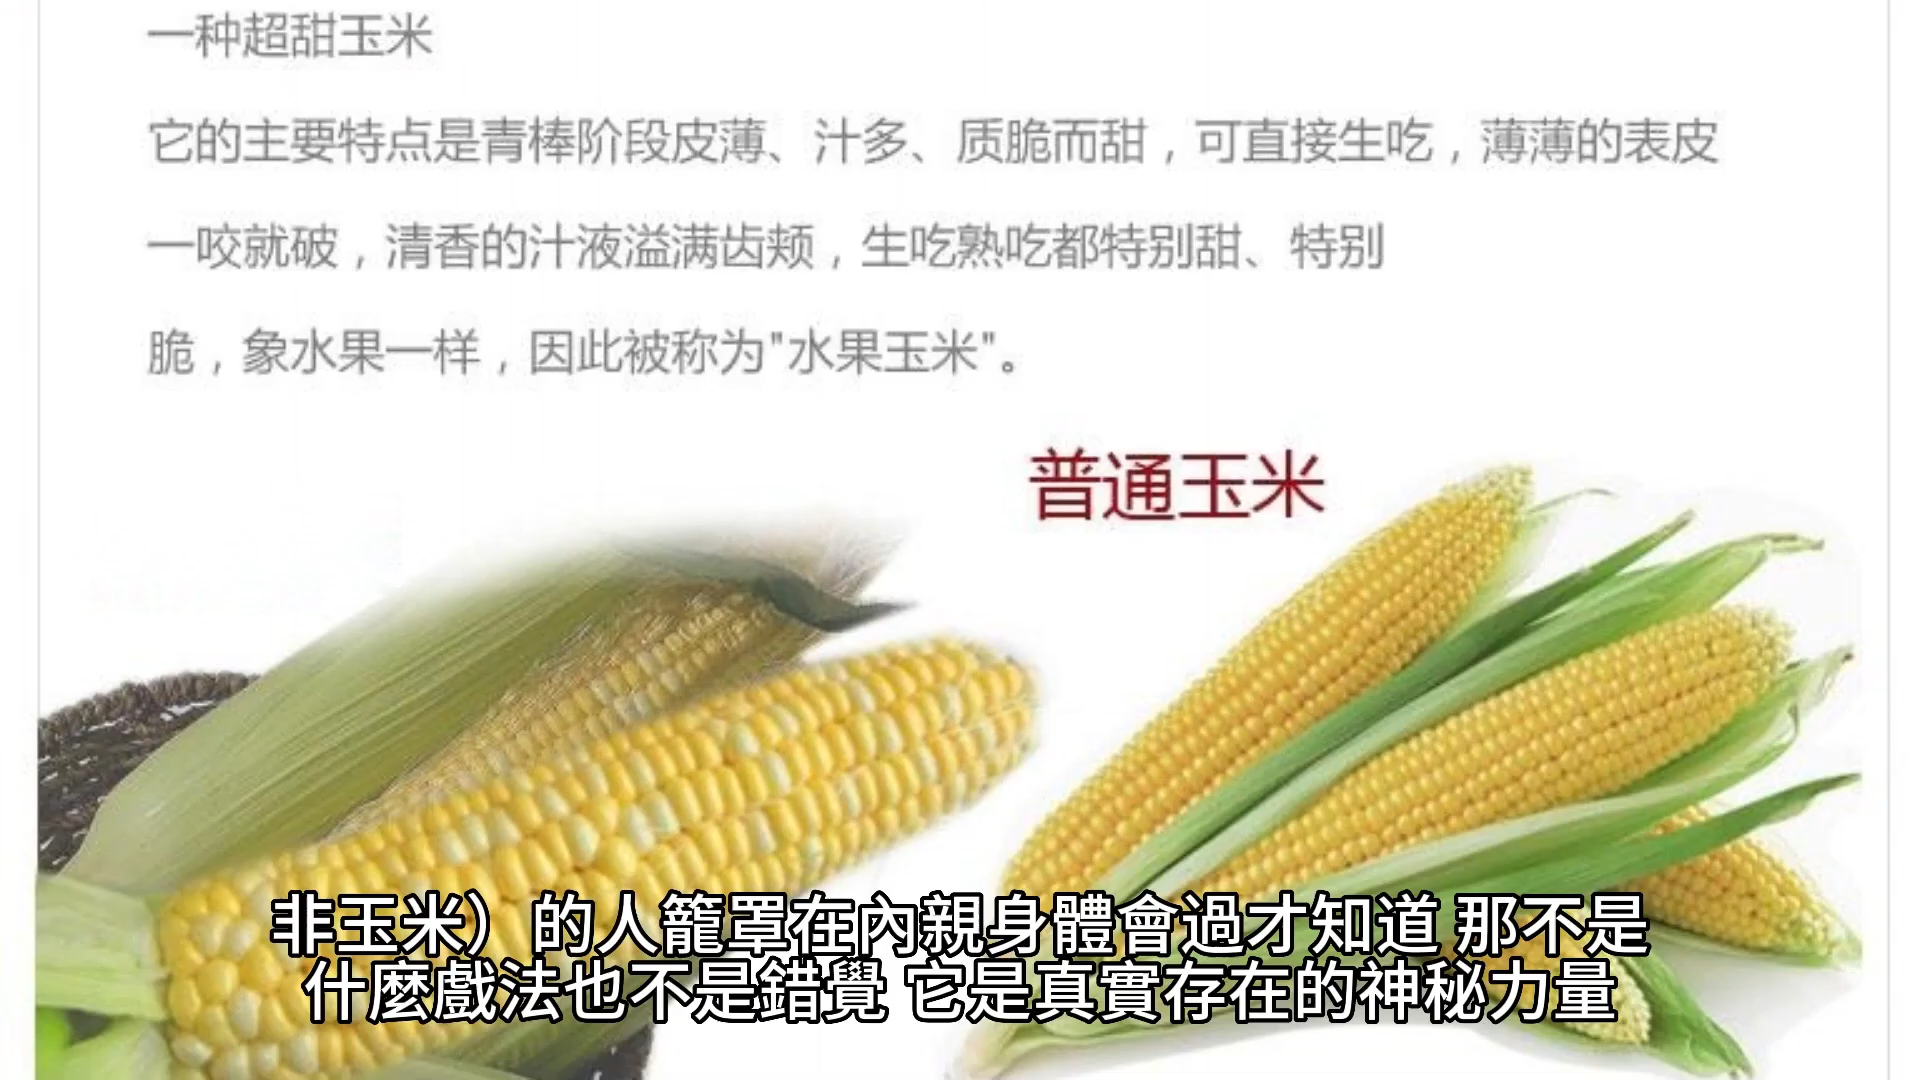 一种超甜玉米
它的主要特点是青棒阶段皮薄、汁多、质脆而甜，可直接生吃，薄薄的表皮
一咬就破，清香的汁液溢满齿颊，生吃熟吃都特别甜、特别
脆，象水果一样，因此被称为"水果玉米"。
普通玉米
非玉米）的人籠罩在內親身體會過才知道 那不是
什麼戲法也不是錯覺 它是真實存在的神秘力量